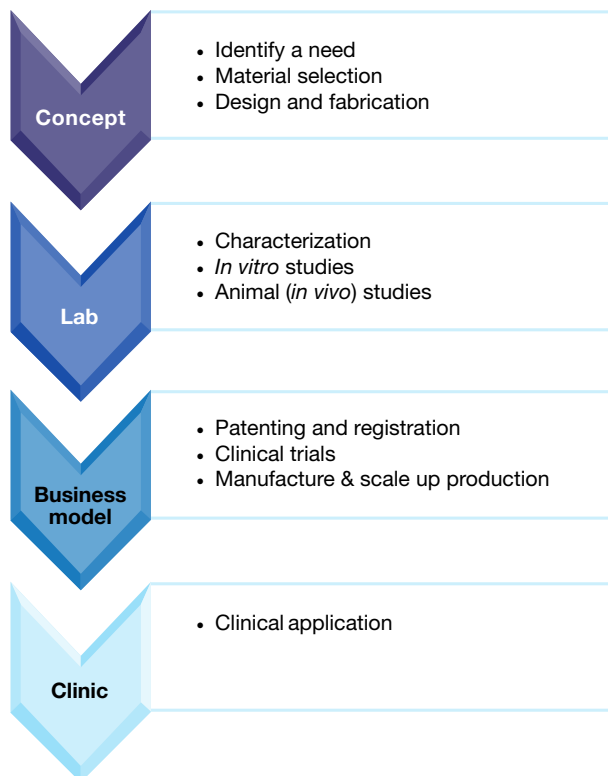 Concept
• Identify a need
• Material selection
• Design and fabrication
Lab
• Characterization
• In vitro studies
• Animal (in vivo) studies
Business
model
• Patenting and registration
• Clinical trials
• Manufacture & scale up production
Clinic
• Clinical application